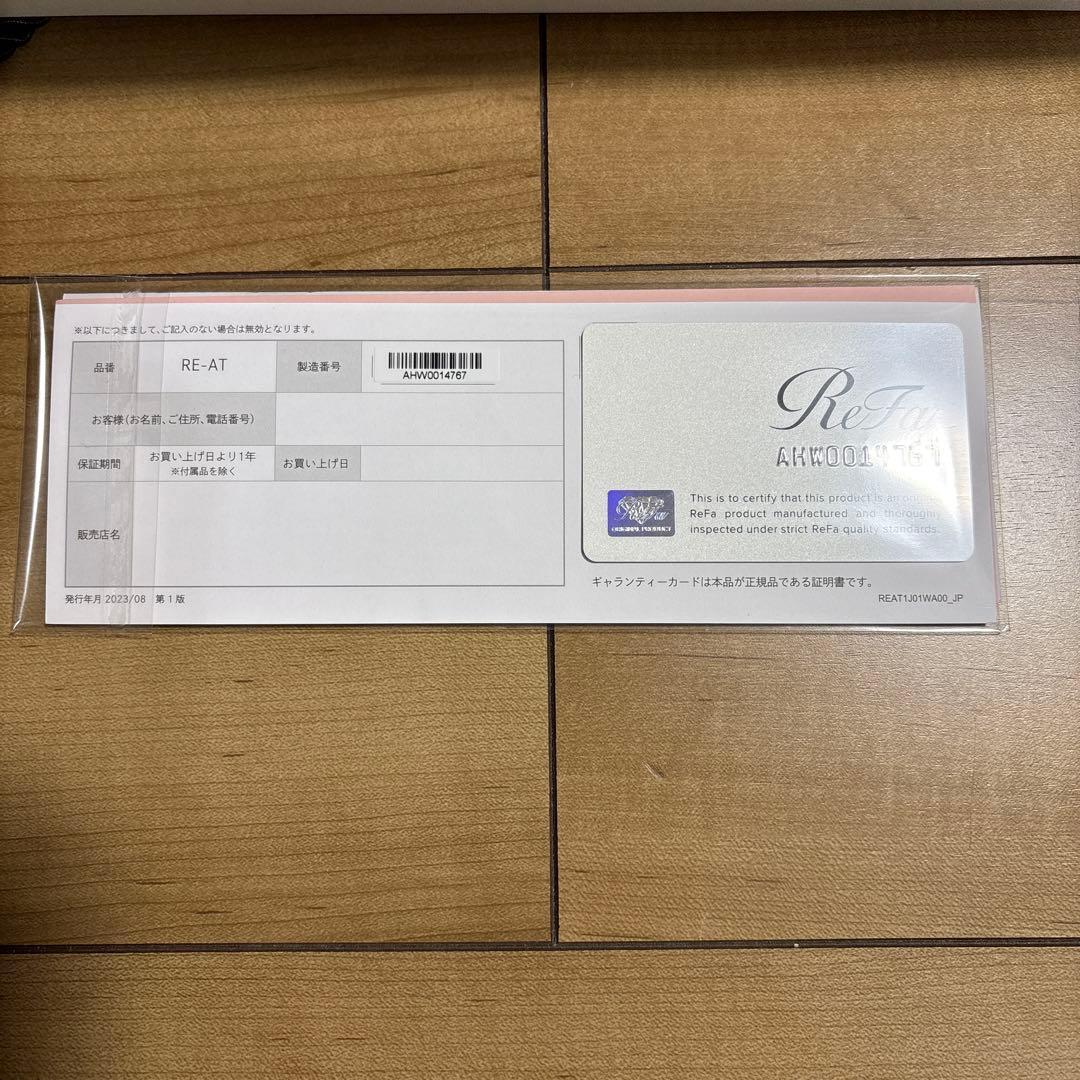 ※以下につきまして、ご記入のない場合は無効となります。
品番 RE-AT 製造番号 AHW0014767
お客様(お名前、ご住所、電話番号)
保証期間 お買い上げ日より1年 お買い上げ日
※付属品を除く
販売店名
発行年月 2023/08 第1版
ReFa
AHW0014767
ReFa
ORIGINAL PRODUCT
This is to certify that this product is an original
ReFa product manufactured and thoroughly
inspected under strict ReFa quality standards.
ギャランティーカードは本品が正規品である証明書です。
REAT1J01WA00_JP